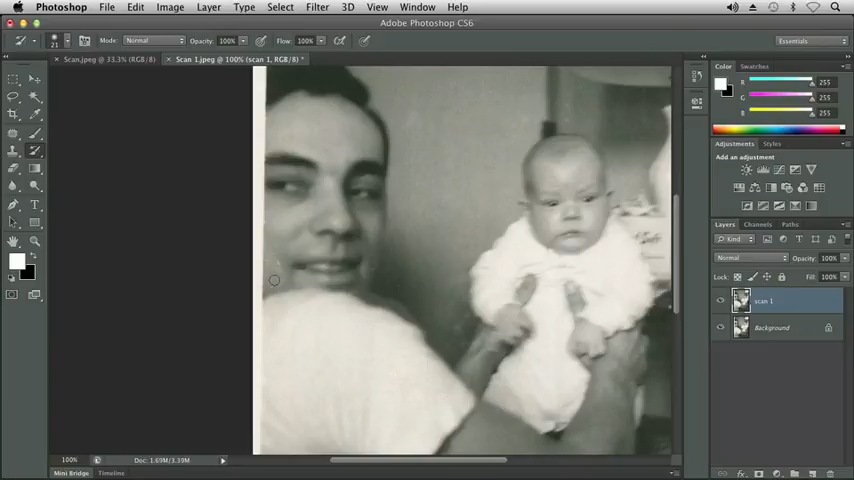 Photoshop File Edit Image Layer Type Select Filter 3D View Window Help
Adobe Photoshop CS6
21 Mode: Normal Opacity: 100% Flow: 100% Essentials
× Scan.jpeg @ 33.3% (RGB/8) × Scan 1.jpeg @ 100% (scan 1, RGB/8) *
Color Swatches
R 255
G 255
B 255
Adjustments Styles
Add an adjustment
Layers Channels Paths
Kind
Normal Opacity: 100%
Lock: Fill: 100%
scan 1
Background
100% Doc: 1.69M/3.39M
Mini Bridge Timeline